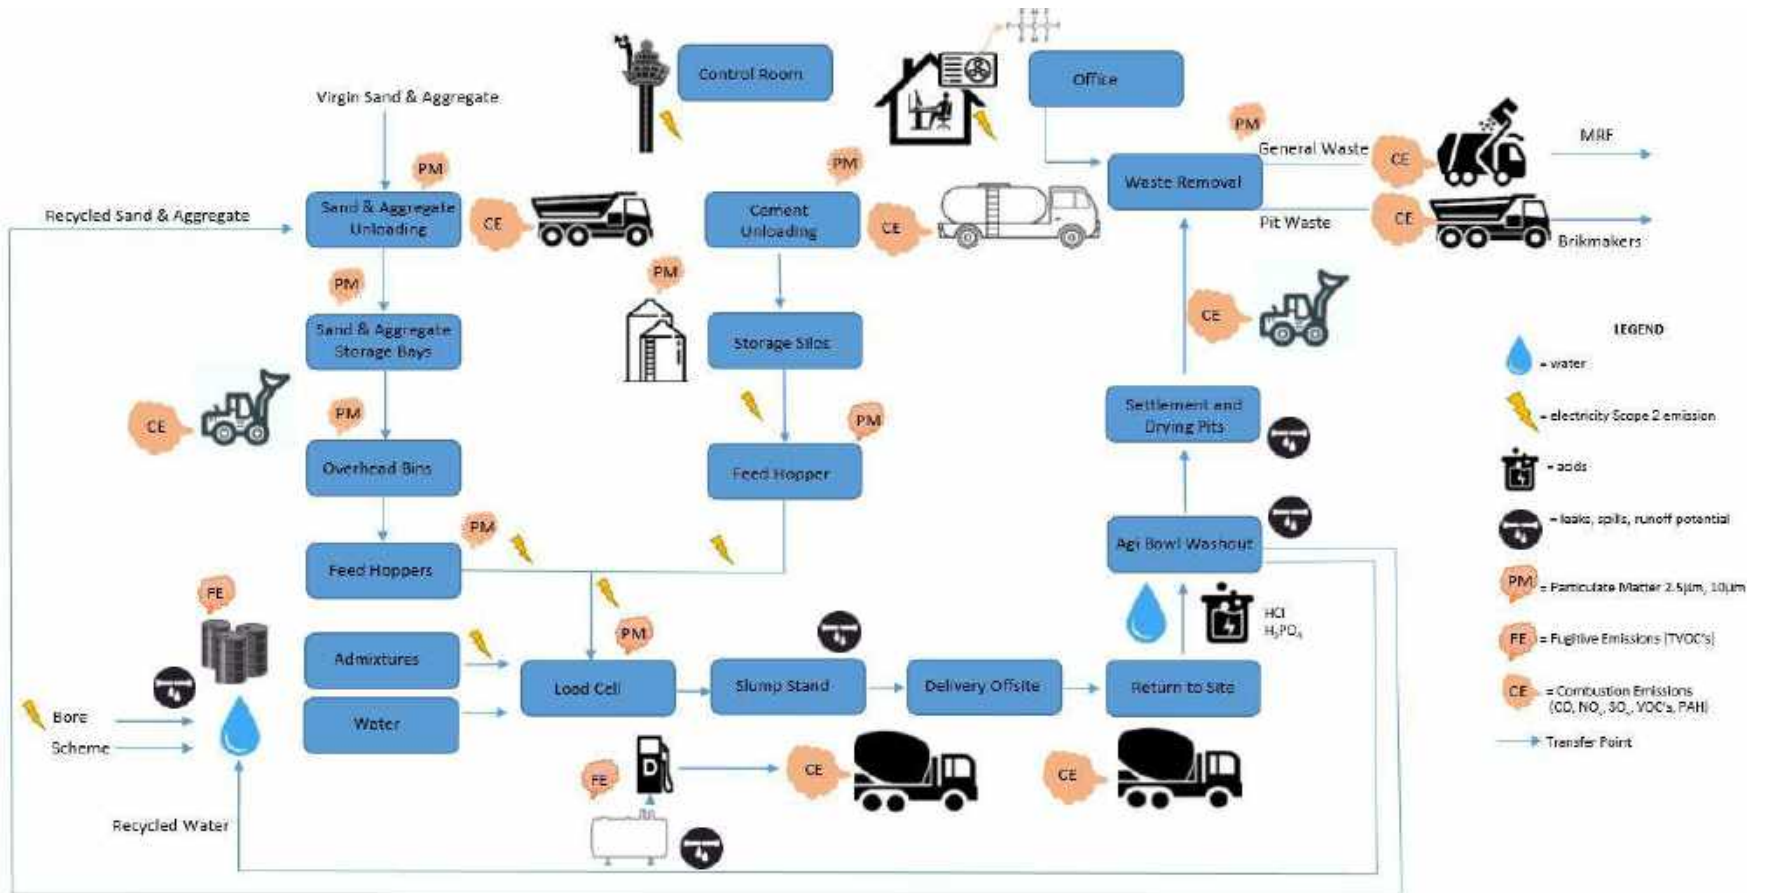 Control Room
Office
Virgin Sand & Aggregate
PM
General Waste
CE
MRF
PM
PM
Waste Removal
Recycled Sand & Aggregate
Sand & Aggregate
Unloading
CE
Cement
Unloading
CE
Pit Waste
CE
Brikmakers
PM
PM
CE
Sand & Aggregate
Storage Bays
Storage Silos
LEGEND
= water
CE
PM
Overhead Bins
PM
Feed Hopper
Settlement and
Drying Pits
= electricity Scope 2 emission
= acids
PM
Feed Hoppers
Agi Bowl Washout
= leaks, spills, runoff potential
FE
PM
= Particulate Matter 2.5µm, 10µm
HCl
H₃PO₄
Admixtures
PM
FE
= Fugitive Emissions (TVOC's)
Load Cell
Slump Stand
Delivery Offsite
Return to Site
CE
= Combustion Emissions
(CO, NOₓ, SOₓ, VOC's, PAH)
Water
Bore
Scheme
= Transfer Point
FE
D
CE
CE
Recycled Water